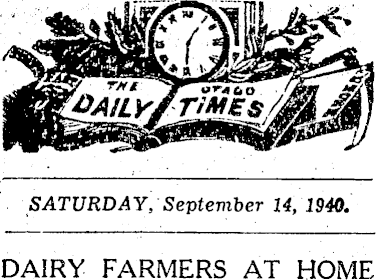 THE DAILY
OTAGO TIMES
SATURDAY, September 14, 1940.
DAIRY FARMERS AT HOME